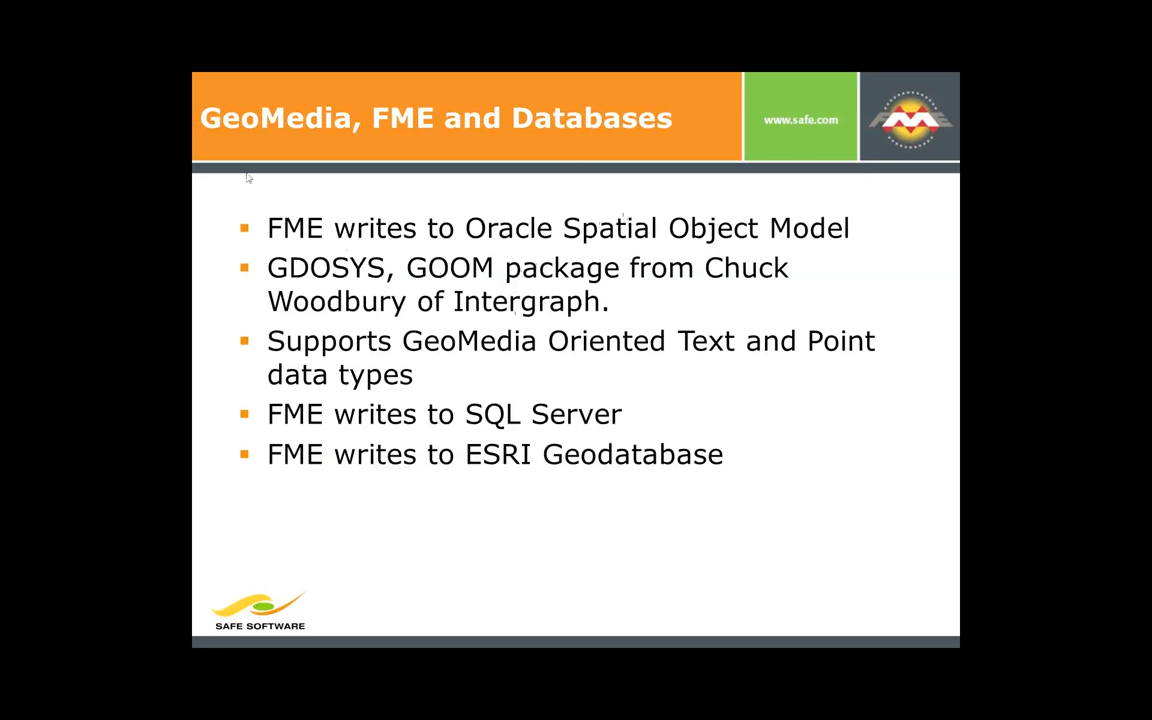 GeoMedia, FME and Databases
www.safe.com
FME
FME writes to Oracle Spatial Object Model
GDOSYS, GOOM package from Chuck
Woodbury of Intergraph.
Supports GeoMedia Oriented Text and Point
data types
FME writes to SQL Server
FME writes to ESRI Geodatabase
SAFE SOFTWARE